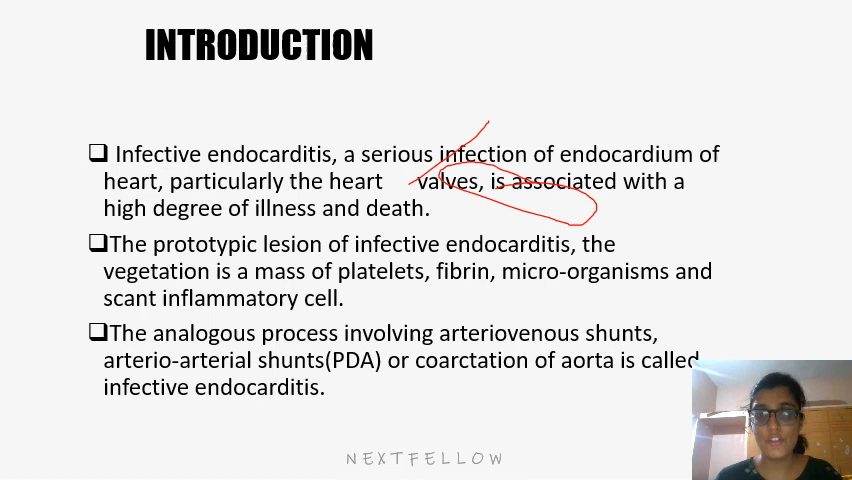 INTRODUCTION
Infective endocarditis, a serious infection of endocardium of
heart, particularly the heart valves, is associated with a
high degree of illness and death.
The prototypic lesion of infective endocarditis, the
vegetation is a mass of platelets, fibrin, micro-organisms and
scant inflammatory cell.
The analogous process involving arteriovenous shunts,
arterio-arterial shunts(PDA) or coarctation of aorta is called
infective endocarditis.
NEXTFELLOW